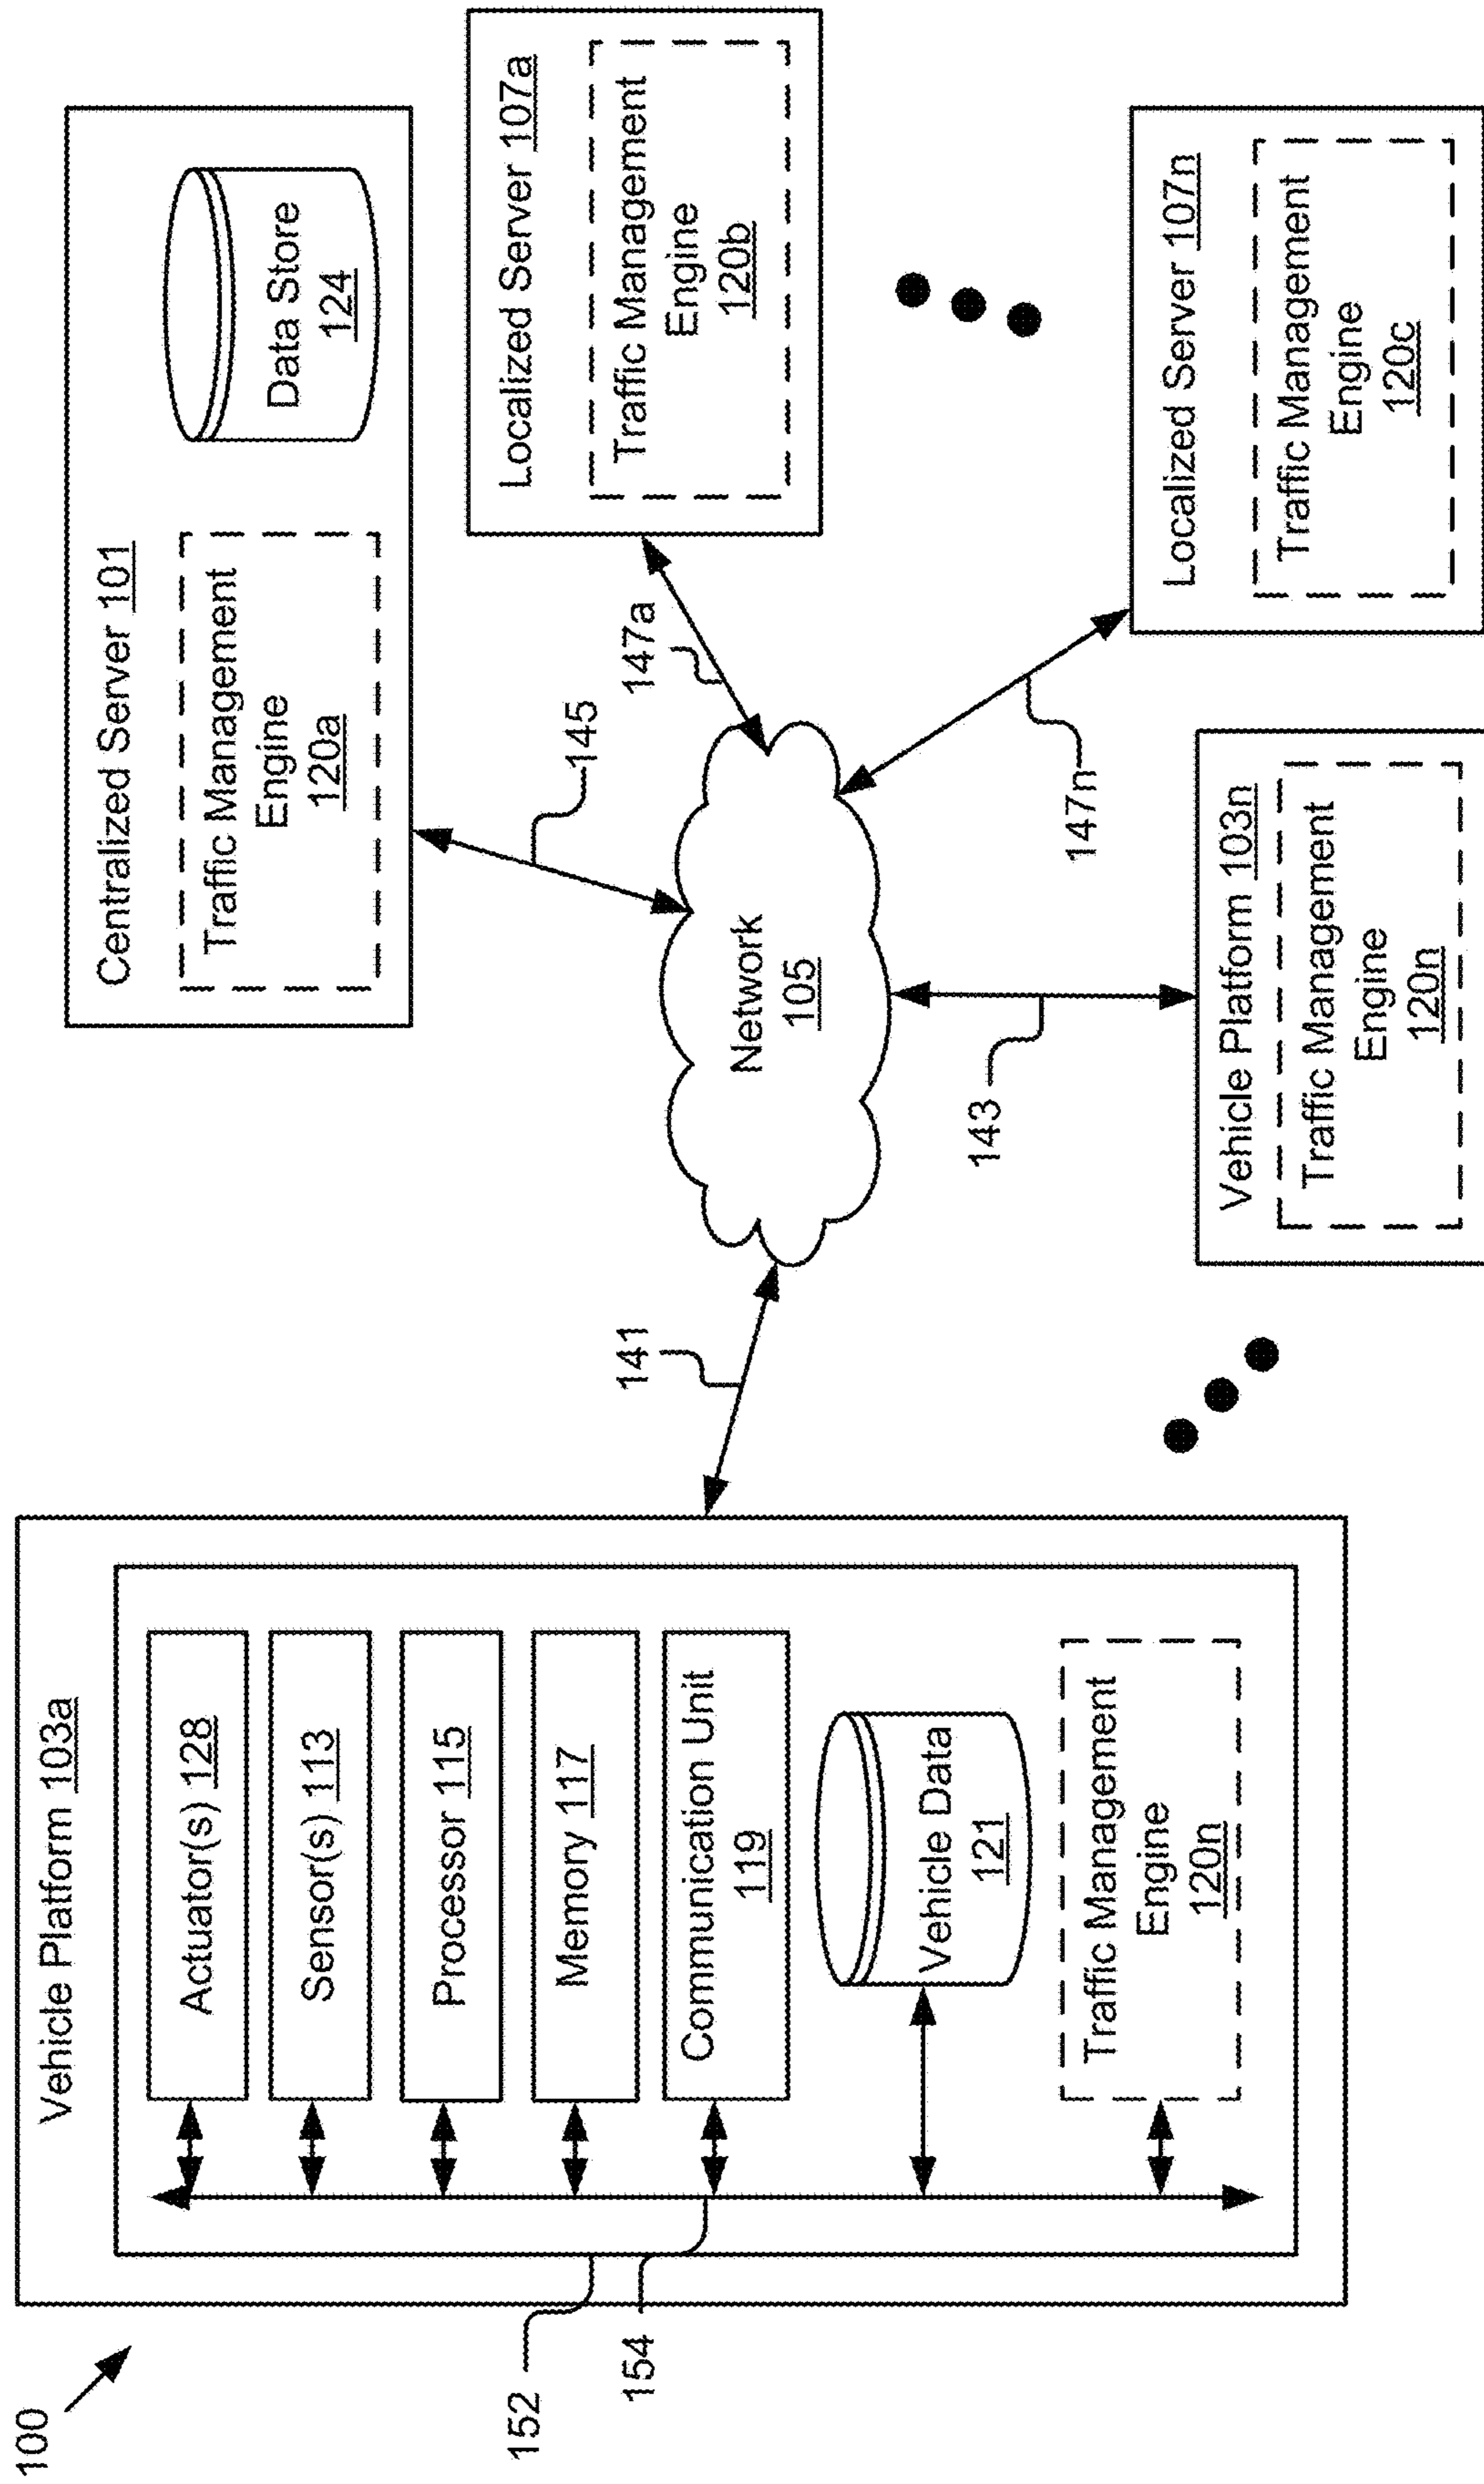 100
Vehicle Platform 103a
Actuator(s) 128
Sensor(s) 113
Processor 115
Memory 117
Communication Unit
119
Vehicle Data
121
Traffic Management
Engine
120n
152
154
141
Network
105
145
147a
143
147n
Centralized Server 101
Traffic Management
Engine
120a
Data Store
124
Localized Server 107a
Traffic Management
Engine
120b
Localized Server 107n
Traffic Management
Engine
120c
Vehicle Platform 103n
Traffic Management
Engine
120n